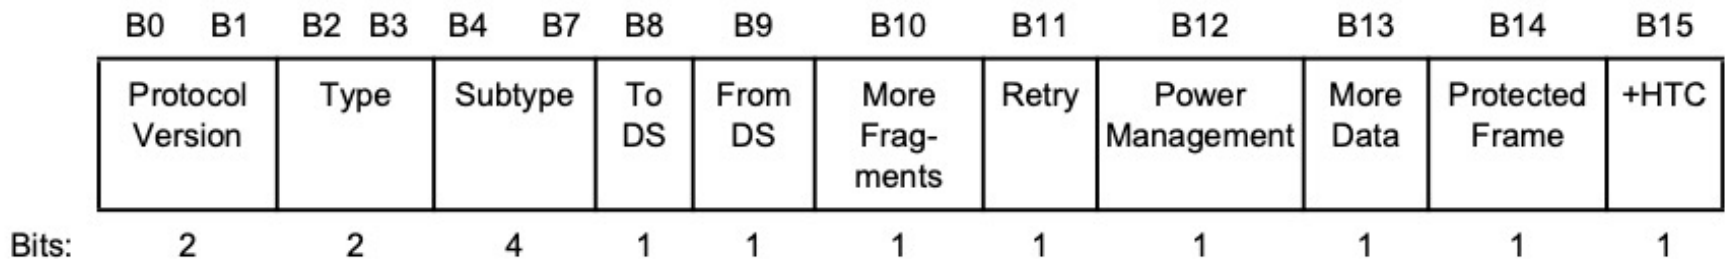 B0 B1 B2 B3 B4 B7 B8 B9 B10 B11 B12 B13 B14 B15
Protocol Type Subtype To From More Retry Power More Protected +HTC
Version DS DS Frag- Management Data Frame
ments
Bits: 2 2 4 1 1 1 1 1 1 1 1